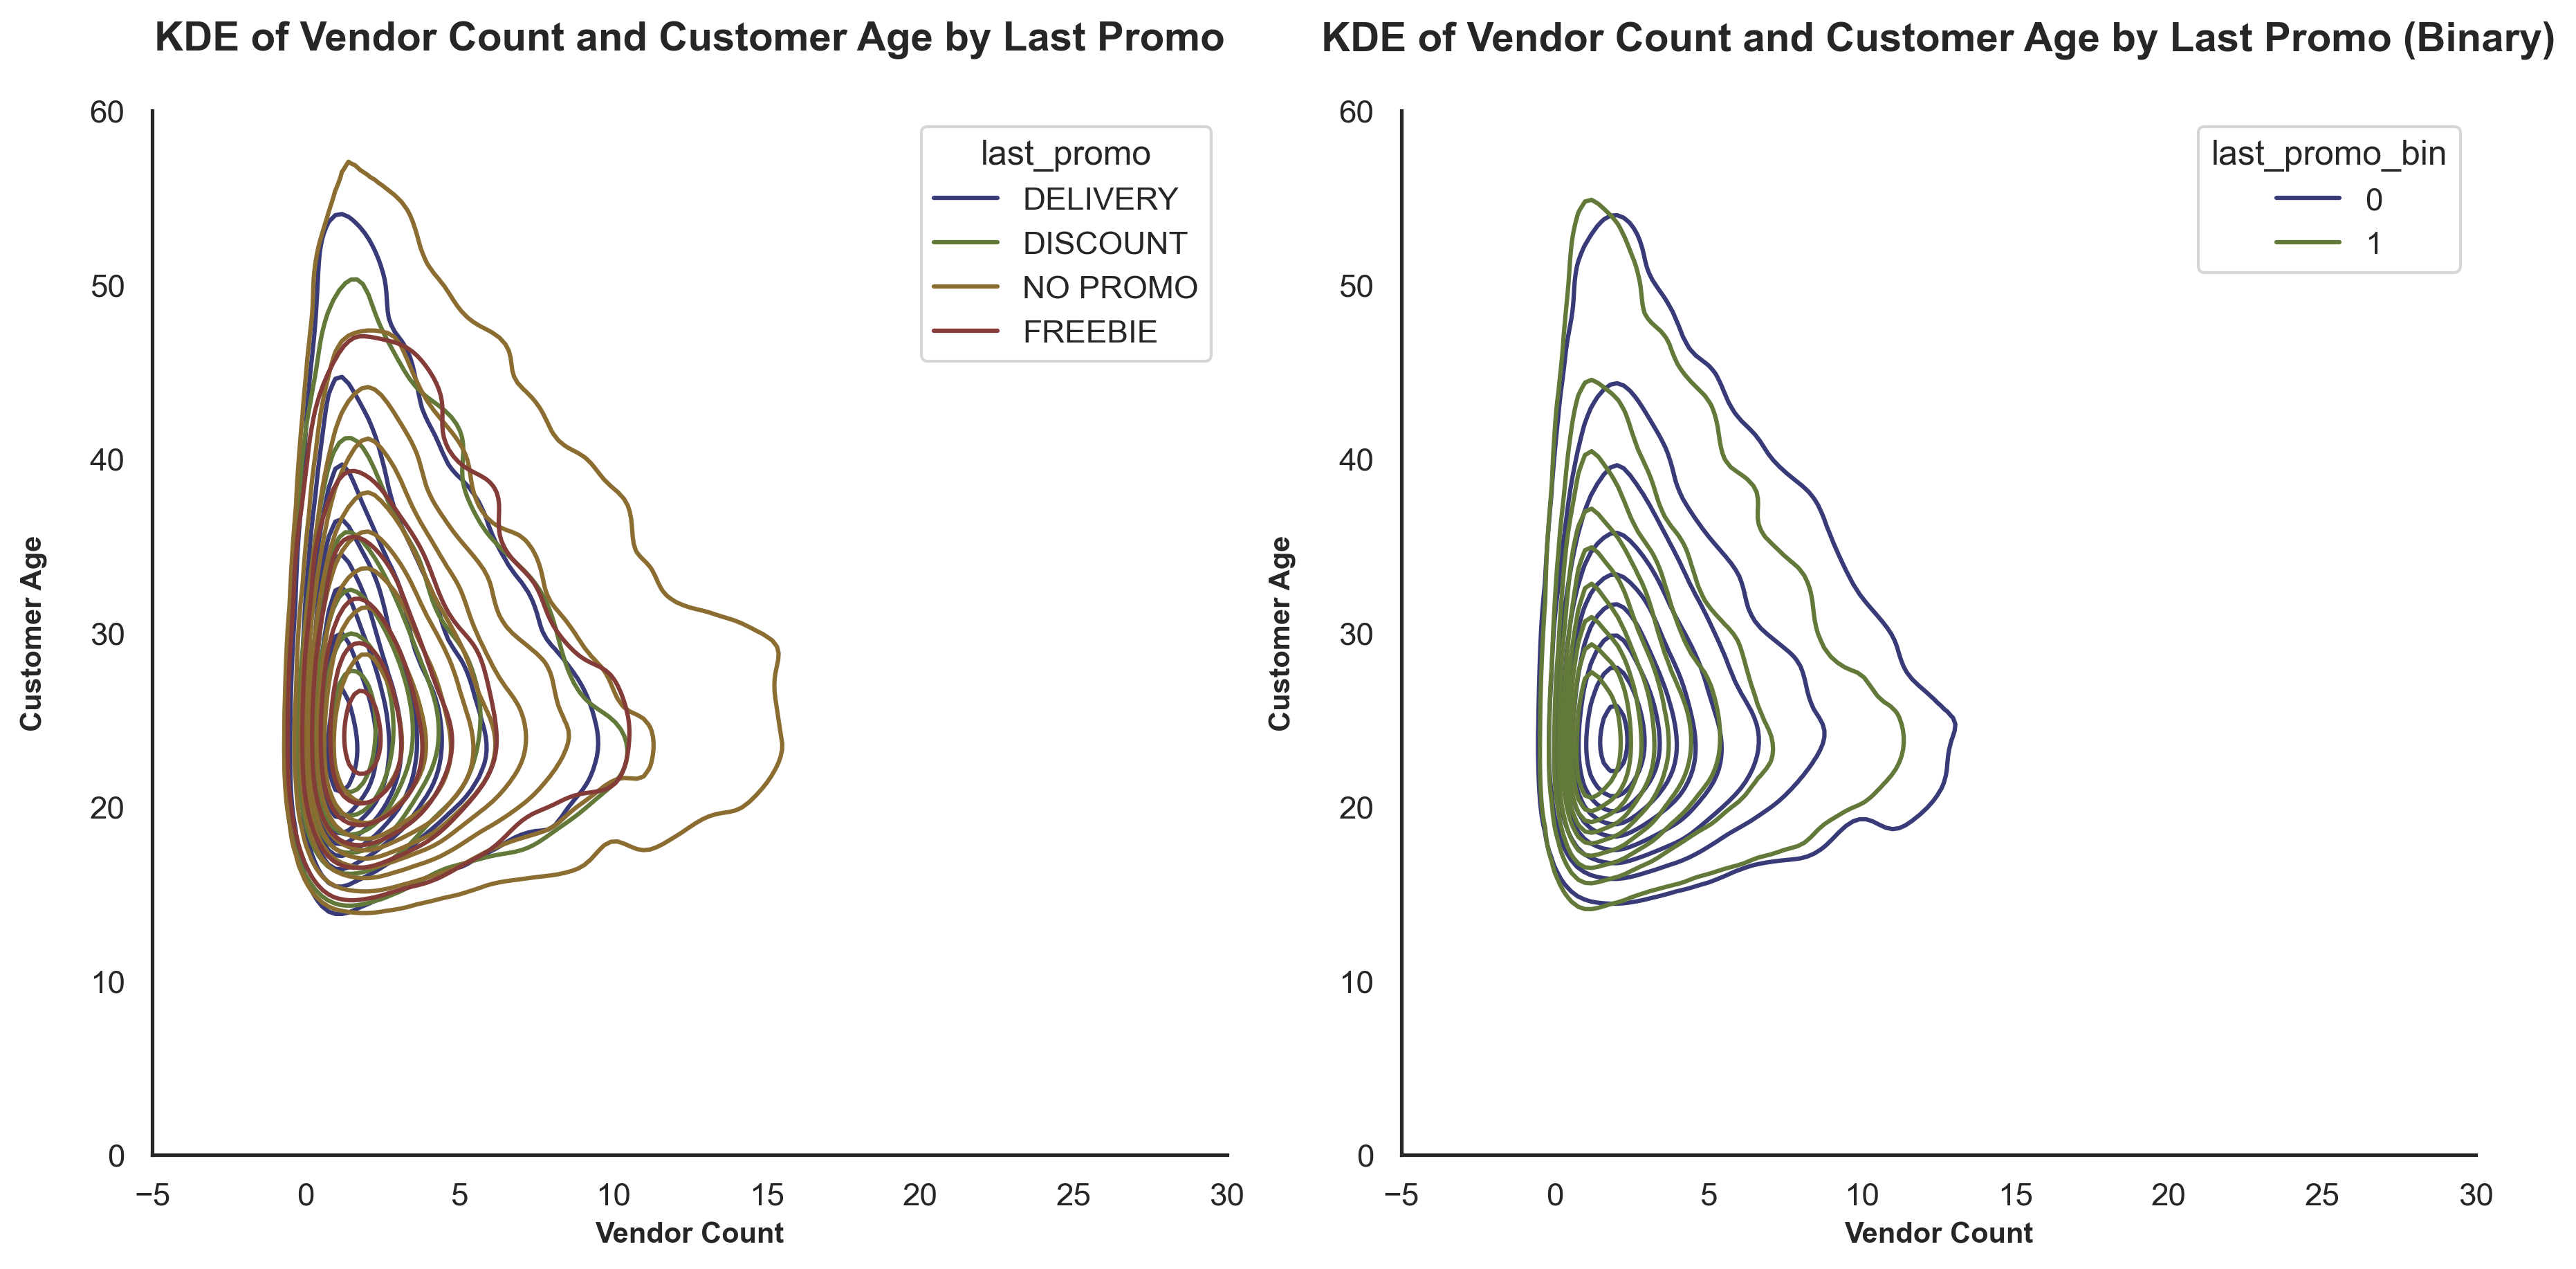 KDE of Vendor Count and Customer Age by Last Promo
60
50
40
30
20
10
0
Customer Age
−5 0 5 10 15 20 25 30
Vendor Count
last_promo
DELIVERY
DISCOUNT
NO PROMO
FREEBIE
KDE of Vendor Count and Customer Age by Last Promo (Binary)
60
50
40
30
20
10
0
Customer Age
−5 0 5 10 15 20 25 30
Vendor Count
last_promo_bin
0
1